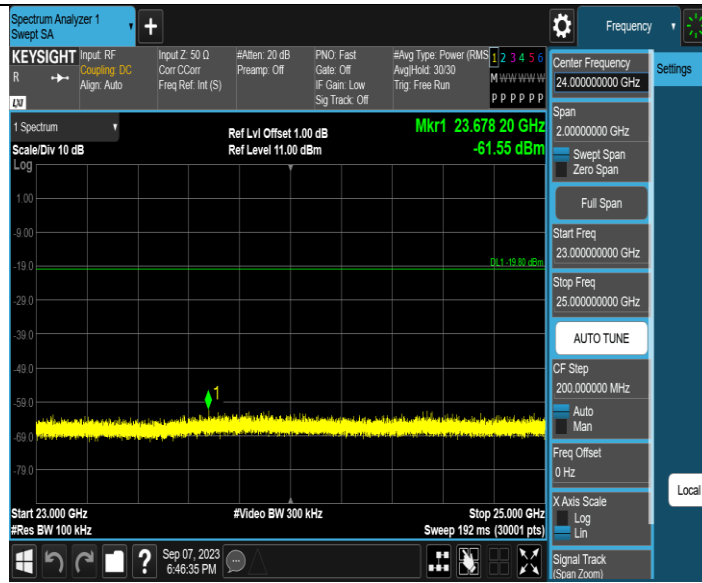 Spectrum Analyzer 1
Swept SA
Frequency
KEYSIGHT
R
LXI
Input: RF
Coupling: DC
Align: Auto
Input Z: 50 Ω
Corr CCorr
Freq Ref: Int (S)
#Atten: 20 dB
Preamp: Off
PNO: Fast
Gate: Off
IF Gain: Low
Sig Track: Off
#Avg Type: Power (RMS
Avg|Hold: 30/30
Trig: Free Run
1 2 3 4 5 6
M W W W W W
P P P P P P
1 Spectrum
Scale/Div 10 dB
Log
Ref Lvl Offset 1.00 dB
Ref Level 11.00 dBm
Mkr1 23.678 20 GHz
-61.55 dBm
1.00
-9.00
-19.0
DL1 -19.80 dBm
-29.0
-39.0
-49.0
1
-59.0
-69.0
-79.0
Start 23.000 GHz
#Video BW 300 kHz
Stop 25.000 GHz
#Res BW 100 kHz
Sweep 192 ms (30001 pts)
?
Sep 07, 2023
6:46:35 PM
Center Frequency
24.00000000 GHz
Span
2.00000000 GHz
Swept Span
Zero Span
Full Span
Start Freq
23.000000000 GHz
Stop Freq
25.000000000 GHz
AUTO TUNE
CF Step
200.000000 MHz
Auto
Man
Freq Offset
0 Hz
X Axis Scale
Log
Lin
Signal Track
(Span Zoom)
Settings
Local